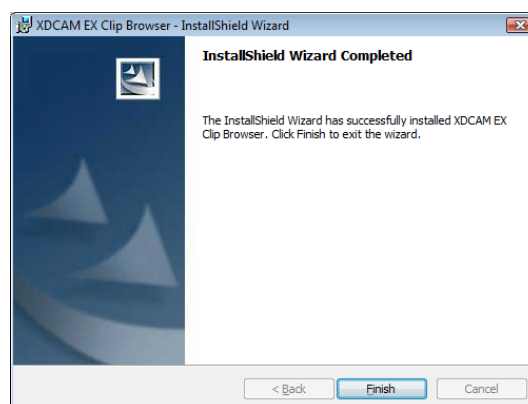 XDCAM EX Clip Browser - InstallShield Wizard
InstallShield Wizard Completed
The InstallShield Wizard has successfully installed XDCAM EX
Clip Browser. Click Finish to exit the wizard.
< Back
Finish
Cancel